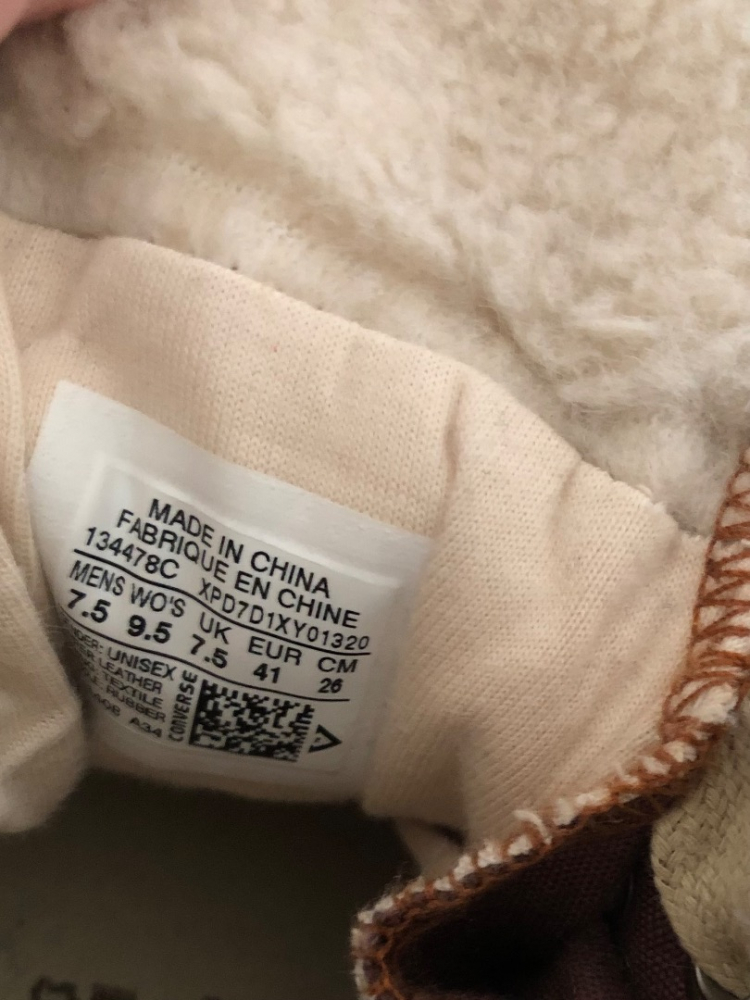 MADE IN CHINA
FABRIQUE EN CHINE
134478C XPD7D1XY01320
MENS WO'S UK EUR CM
7.5 9.5 7.5 41 26
UNISEX
LEATHER
TEXTILE
RUBBER
A34
CONVERSE